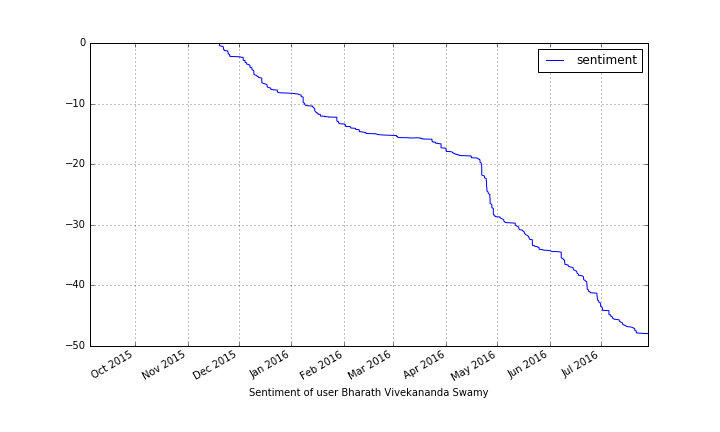 0
−10
−20
−30
−40
−50
sentiment
Oct 2015
Nov 2015
Dec 2015
Jan 2016
Feb 2016
Mar 2016
Apr 2016
May 2016
Jun 2016
Jul 2016
Sentiment of user Bharath Vivekananda Swamy